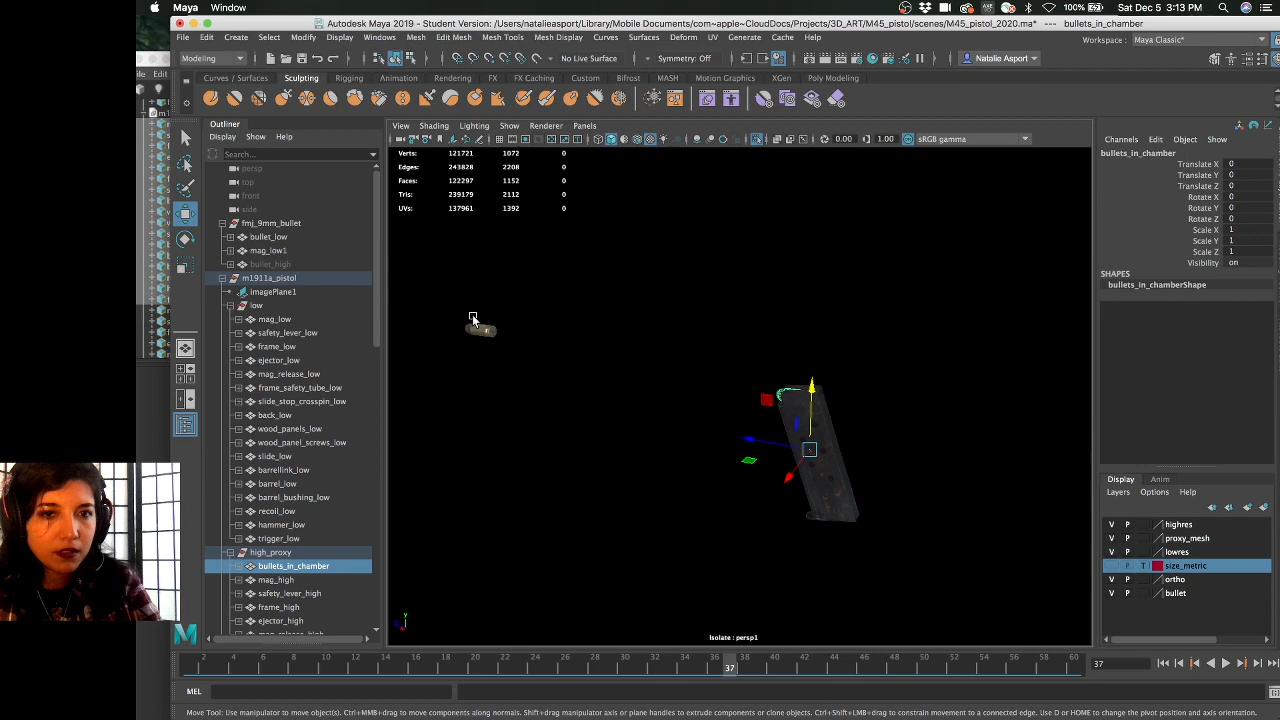 Maya Window Sat Dec 5 3:13 PM
Autodesk Maya 2019 - Student Version: /Users/natalieasport/Library/Mobile Documents/com~apple~CloudDocs/Projects/3D_ART/M45_pistol/scenes/M45_pistol_2020.ma* --- bullets_in_chamber
File Edit Create Select Modify Display Windows Mesh Edit Mesh Mesh Tools Mesh Display Curves Surfaces Deform UV Generate Cache Help
Workspace : Maya Classic*
Modeling No Live Surface Symmetry: Off Natalie Asport
Curves / Surfaces Sculpting Rigging Animation Rendering FX FX Caching Custom Bifrost MASH Motion Graphics XGen Poly Modeling
Outliner
Display Show Help
Search...
persp
top
front
side
fmj_9mm_bullet
bullet_low
mag_low1
bullet_high
m1911a_pistol
imagePlane1
low
mag_low
safety_lever_low
frame_low
ejector_low
mag_release_low
frame_safety_tube_low
slide_stop_crosspin_low
back_low
wood_panels_low
wood_panel_screws_low
slide_low
barrellink_low
barrel_low
barrel_bushing_low
recoil_low
hammer_low
trigger_low
high_proxy
bullets_in_chamber
mag_high
safety_lever_high
frame_high
ejector_high
mag_release_high
View Shading Lighting Show Renderer Panels
0.00 1.00 sRGB gamma
Verts: 121721 1072 0
Edges: 243828 2208 0
Faces: 122297 1152 0
Tris: 239179 2112 0
UVs: 137961 1392 0
Isolate : persp1
Channels Edit Object Show
bullets_in_chamber
Translate X 0
Translate Y 0
Translate Z 0
Rotate X 0
Rotate Y 0
Rotate Z 0
Scale X 1
Scale Y 1
Scale Z 1
Visibility on
SHAPES
bullets_in_chamberShape
Display Anim
Layers Options Help
V P highres
V P proxy_mesh
V P lowres
P T size_metric
V P ortho
V P bullet
2 4 6 8 10 12 14 16 18 20 22 24 26 28 30 32 34 36 38 40 42 44 46 48 50 52 54 56 58 60
37
37
MEL
Move Tool: Use manipulator to move object(s). Ctrl+MMB+drag to move components along normals. Shift+drag manipulator axis or plane handles to extrude components or clone objects. Ctrl+Shift+LMB+drag to constrain movement to a connected edge. Use D or HOME to change the pivot position and axis orientation.